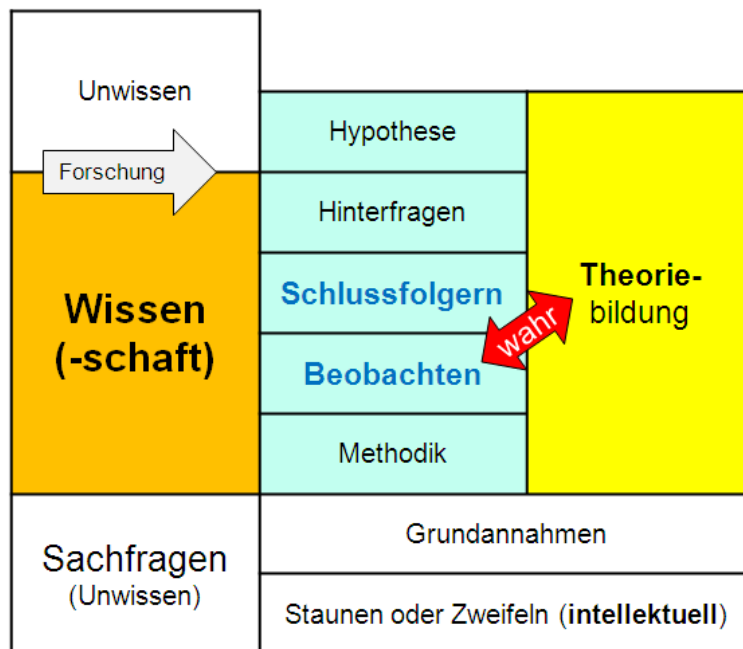 Unwissen
Forschung
Wissen
(-schaft)
Sachfragen
(Unwissen)
Hypothese
Hinterfragen
Schlussfolgern
Beobachten
Methodik
wahr
Theorie-
bildung
Grundannahmen
Staunen oder Zweifeln (intellektuell)